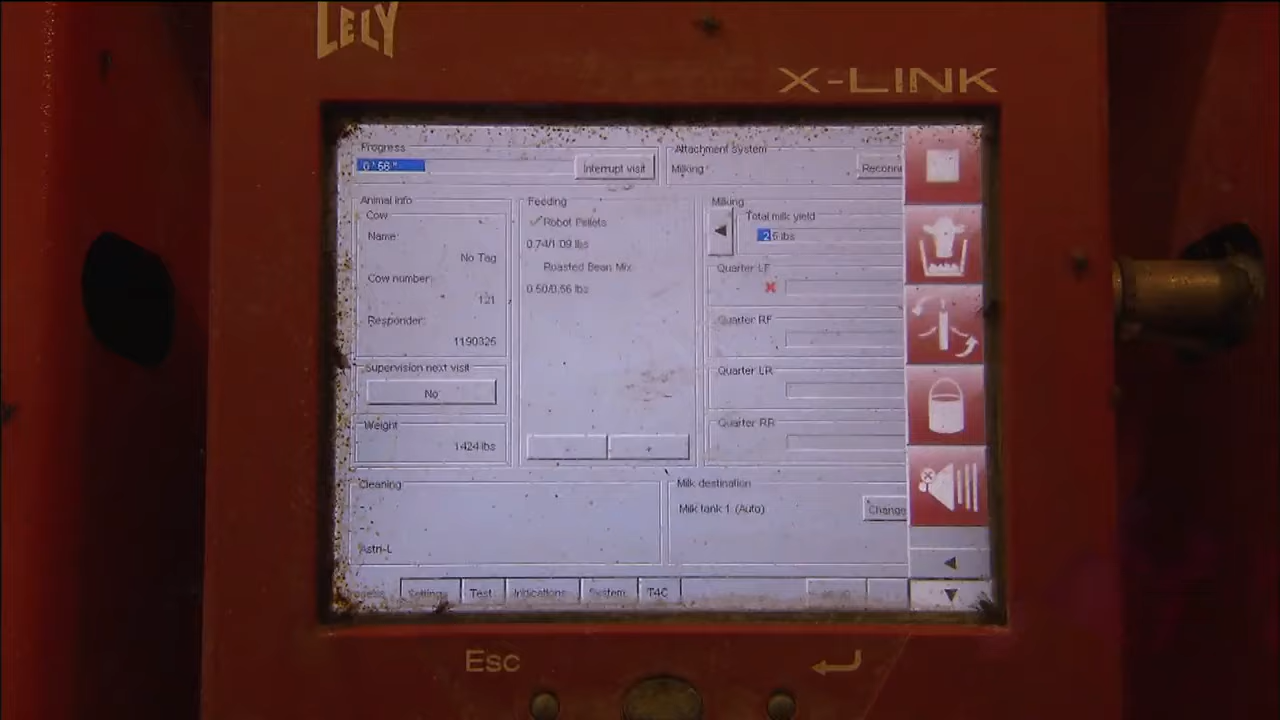 LELY
X-LINK
Progress
0 ' 56 "
Interrupt visit
Attachment system
Milking
Animal info
Cow
Name:
No Tag
Cow number:
121
Responder:
1190326
Supervision next visit
No
Weight
1424 lbs
Feeding
Robot Pellets
0.74/1.09 lbs
Roasted Bean Mix
0.50/0.56 lbs
- +
Milking
Total milk yield
2.5 lbs
Quarter LF
Quarter RF
Quarter LR
Quarter RR
Cleaning
-
-
Astri-L
Milk destination
Milk tank 1 (Auto)
Change
Settings Test Indications System T4C
Esc